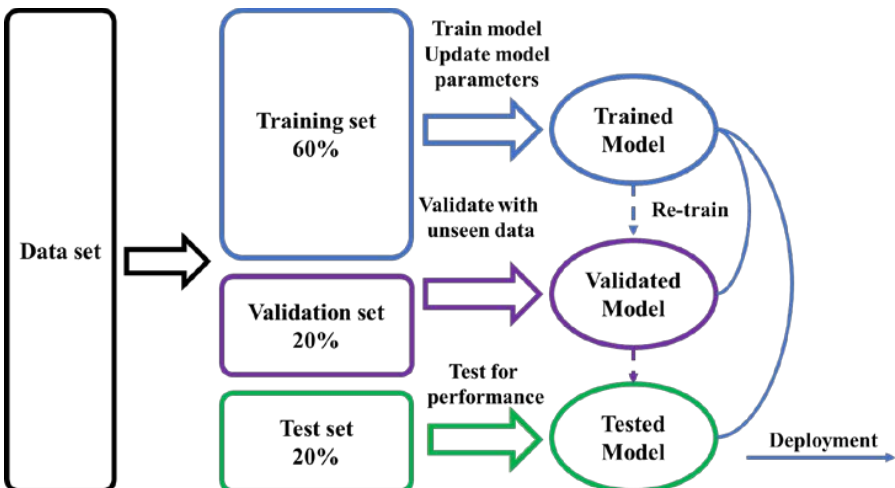 Data set
Training set
60%
Validation set
20%
Test set
20%
Train model
Update model
parameters
Validate with
unseen data
Test for
performance
Trained
Model
Re-train
Validated
Model
Tested
Model
Deployment